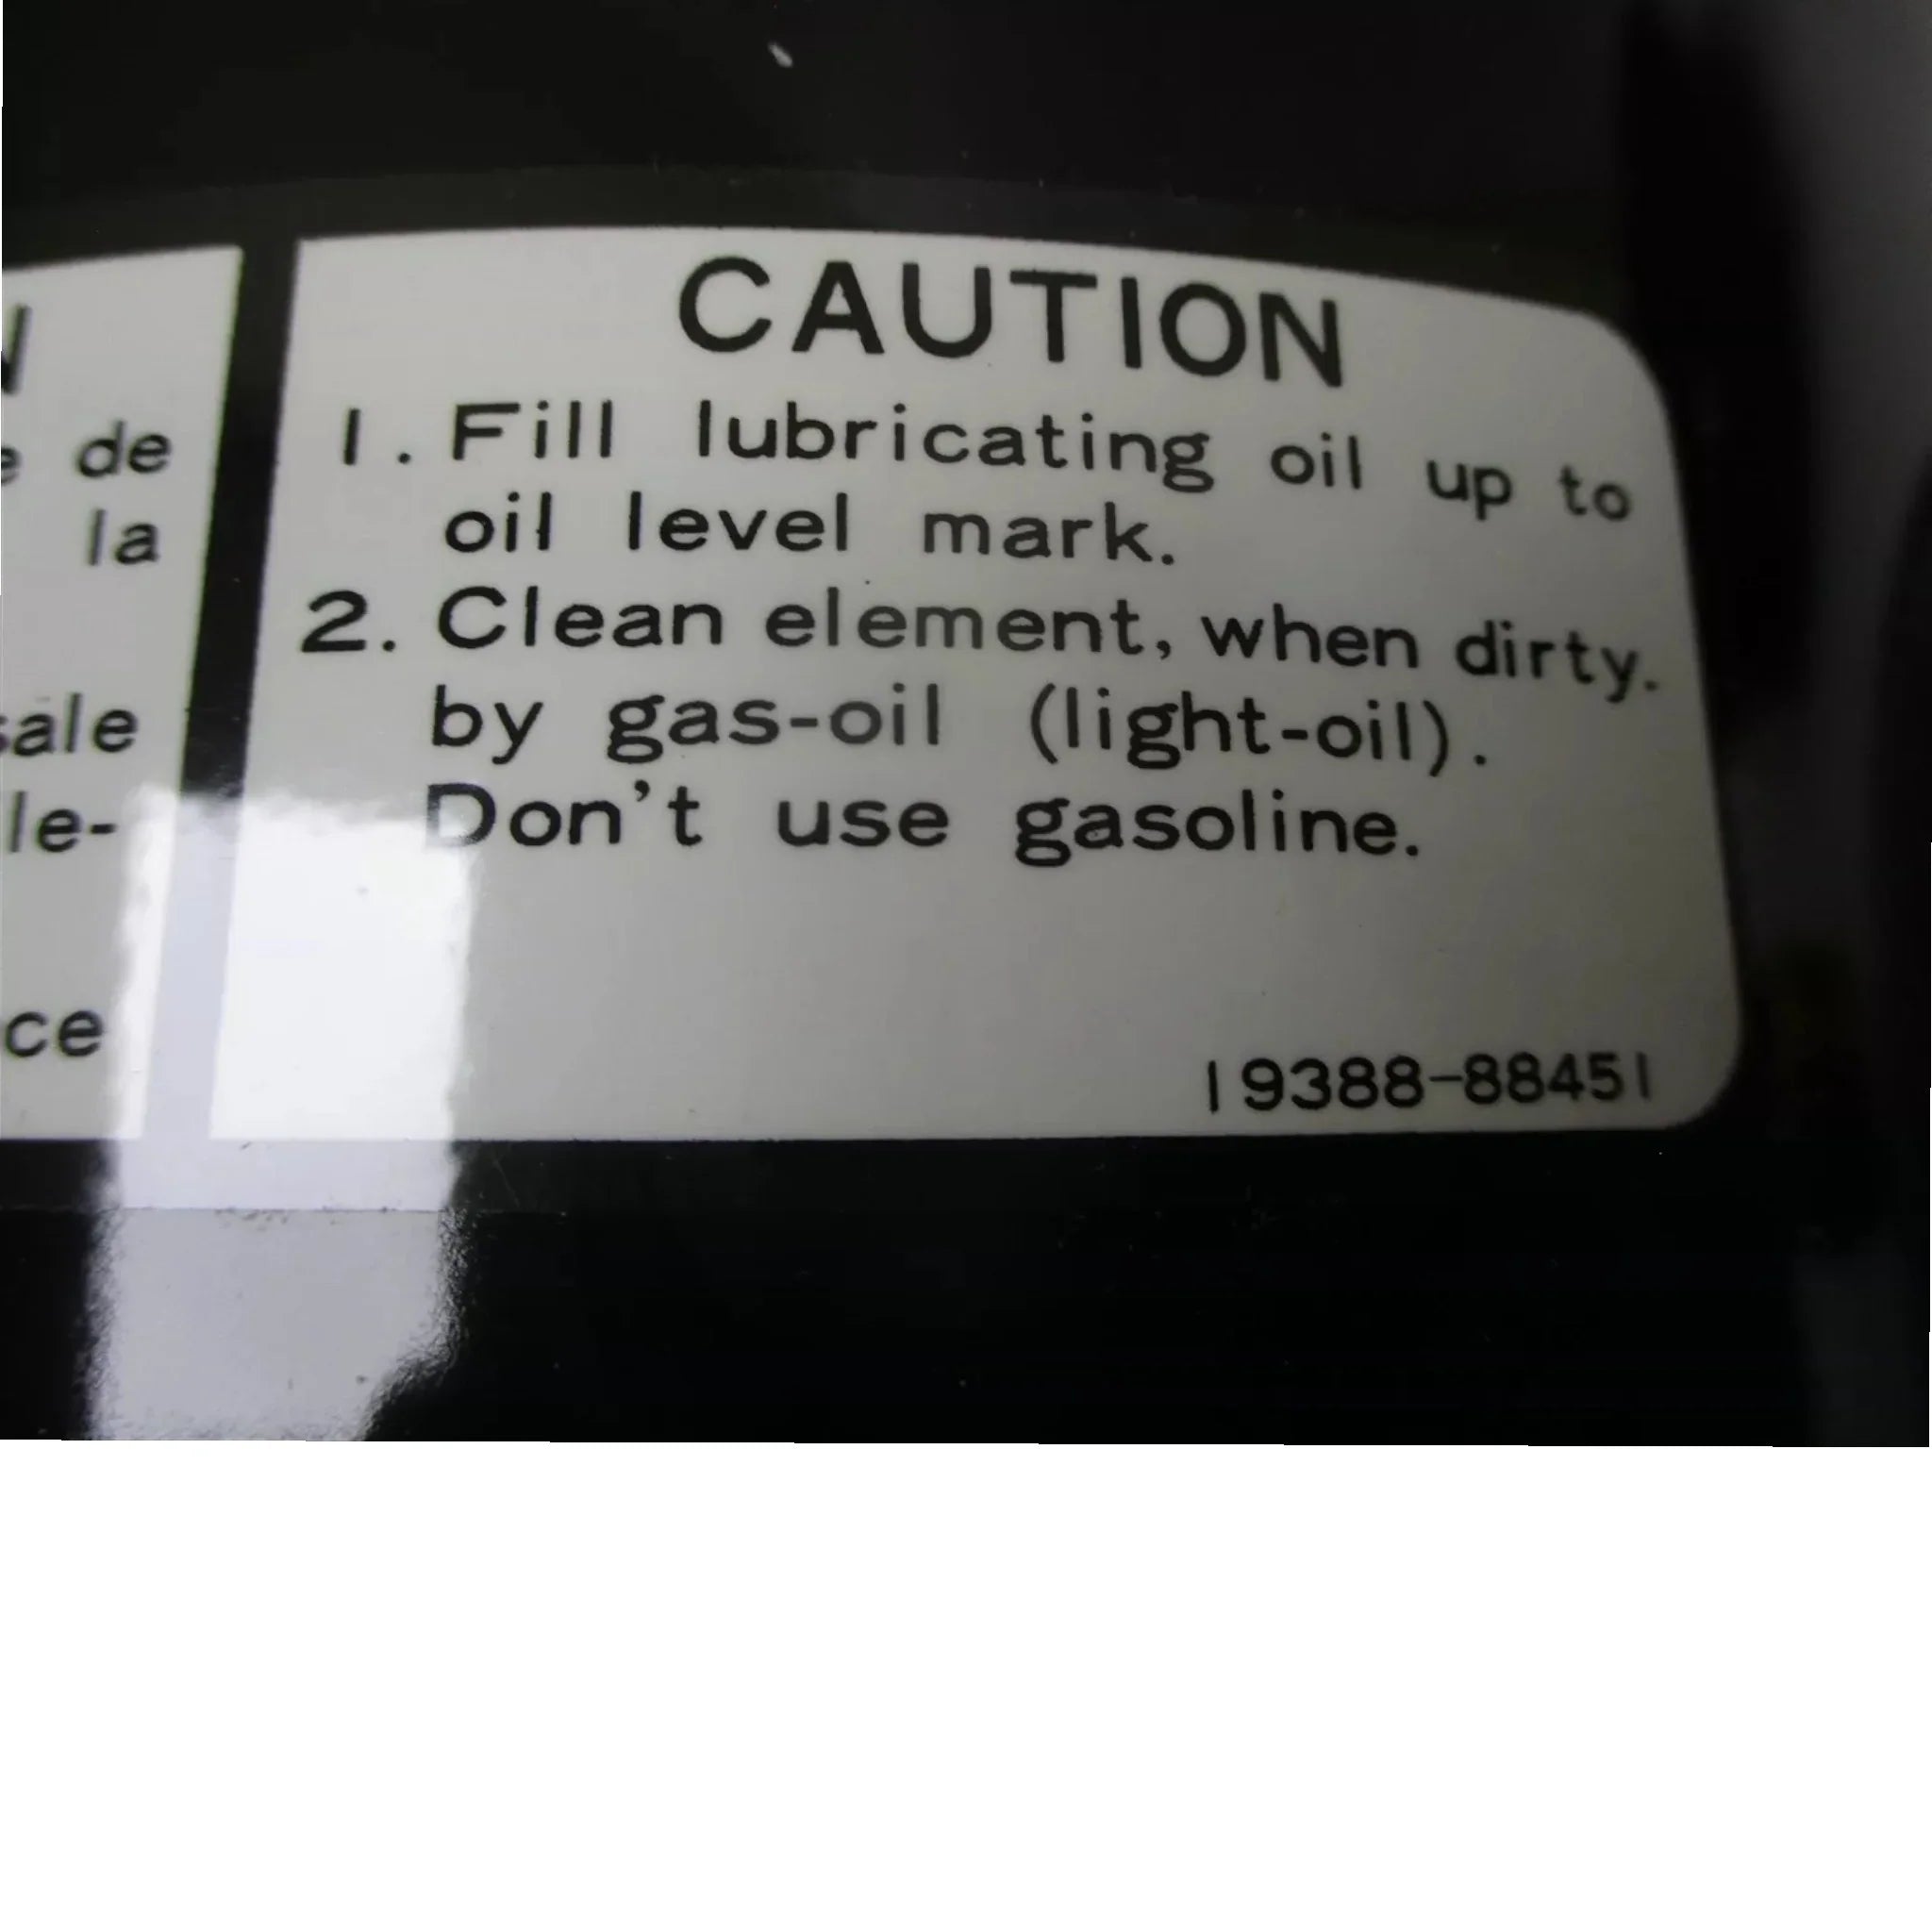 de
la
sale
le-
ce
CAUTION
1. Fill lubricating oil up to
oil level mark.
2. Clean element, when dirty.
by gas-oil (light-oil).
Don't use gasoline.
19388-88451